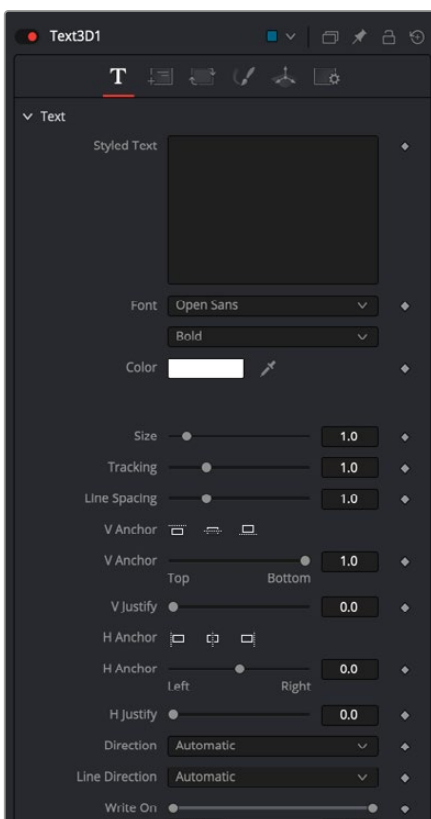 Text3D1
T
Text
Styled Text
Font Open Sans
Bold
Color
Size 1.0
Tracking 1.0
Line Spacing 1.0
V Anchor
V Anchor 1.0
Top Bottom
V Justify 0.0
H Anchor
H Anchor 0.0
Left Right
H Justify 0.0
Direction Automatic
Line Direction Automatic
Write On